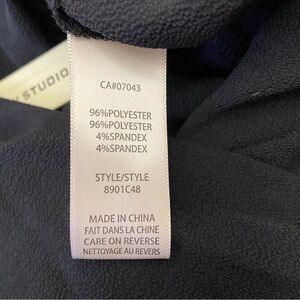 STUDIO
CA#07043
96%POLYESTER
96%POLYESTER
4%SPANDEX
4%SPANDEX
STYLE/STYLE
8901C48
MADE IN CHINA
FAIT DANS LA CHINE
CARE ON REVERSE
NETTOYAGE AU REVERS